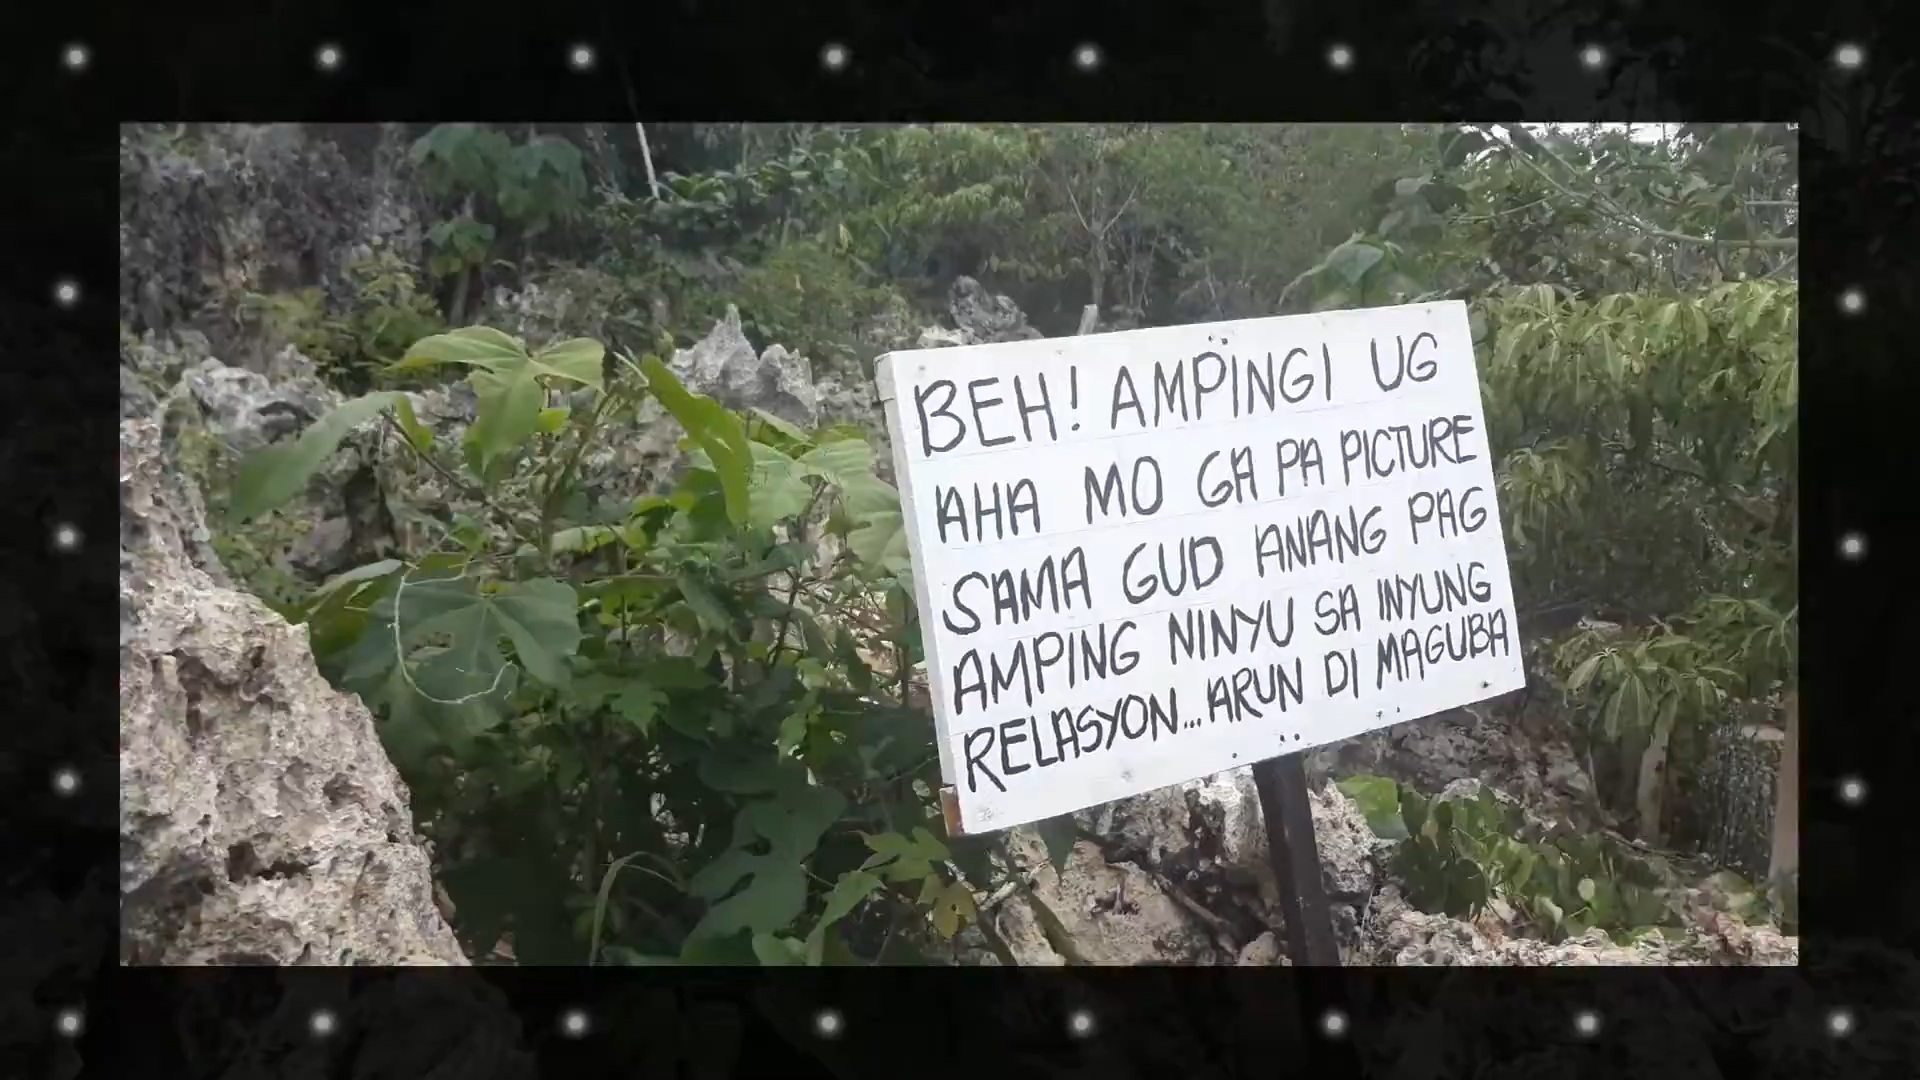 BEH! AMPINGI UG
AHA MO GA PA PICTURE
SAMA GUD ANANG PAG
AMPING NINYU SA INYUNG
RELASYON... ARUN DI MAGUBA